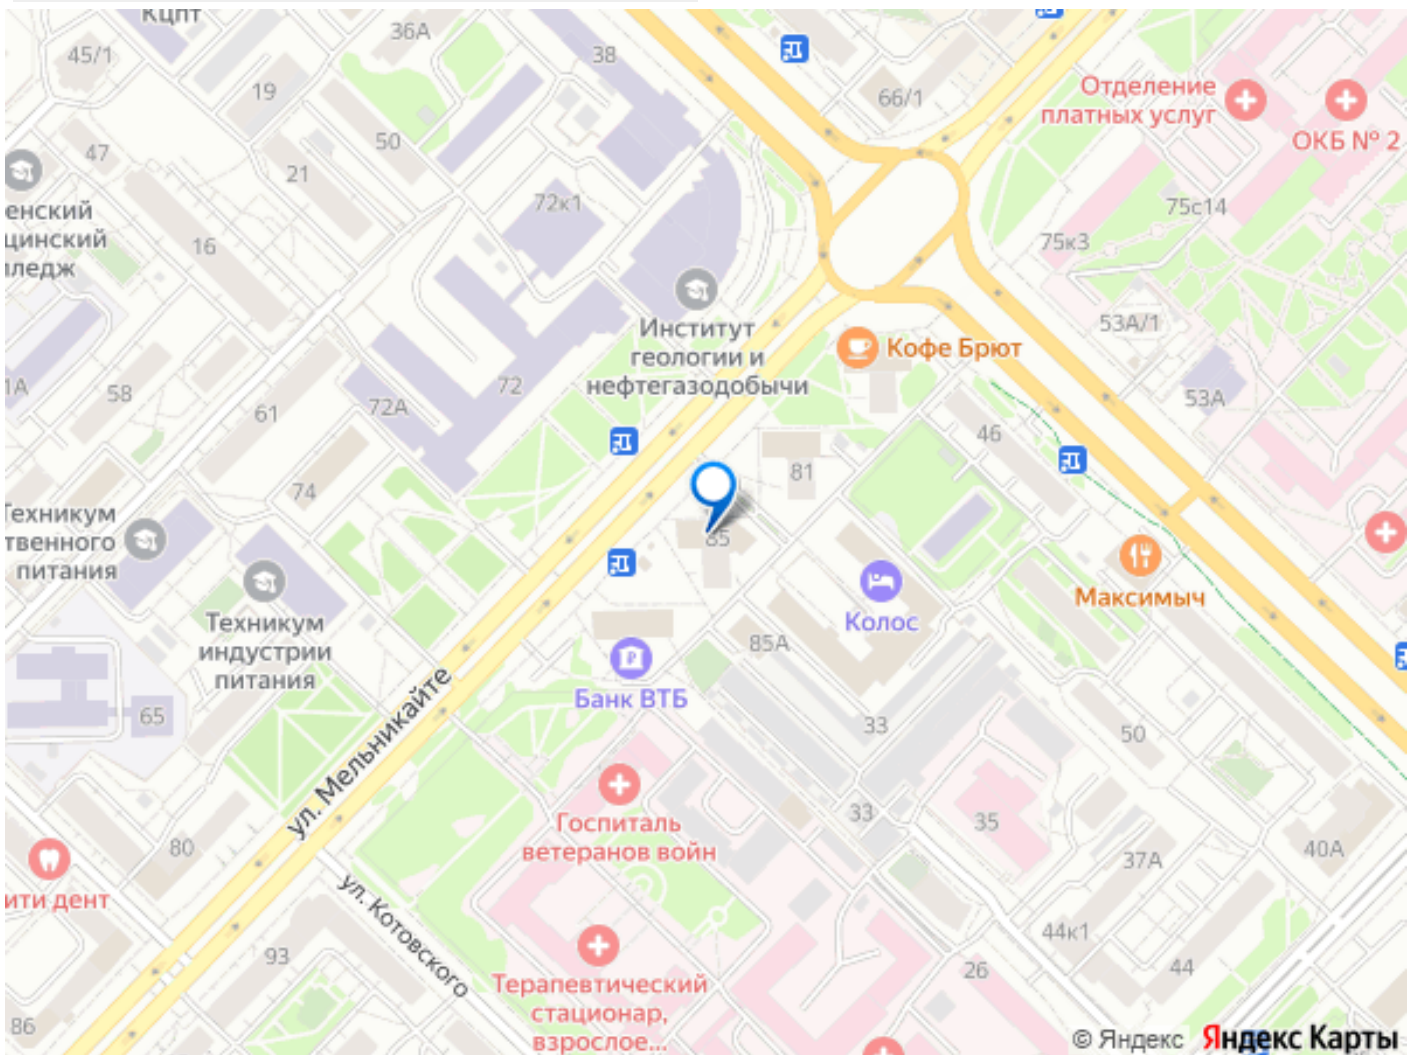 Кцпт
36А
38
45/1
19
66/1
Отделение
платных услуг
ОКБ № 2
50
47
21
72к1
75с14
енский
цинский
лледж
16
75к3
53А/1
Институт
геологии и
нефтегазодобычи
Кофе Брют
1А
58
61
72А
72
53А
46
81
74
Техникум
твенного
питания
85
Максимыч
Колос
Техникум
индустрии
питания
85А
Банк ВТБ
65
ул. Мельникайте
33
50
Госпиталь
ветеранов войн
33
35
80
37А
40А
ити дент
ул. Котовского
44к1
93
26
44
Терапевтический
стационар,
взрослое...
86
© Яндекс Яндекс Карты